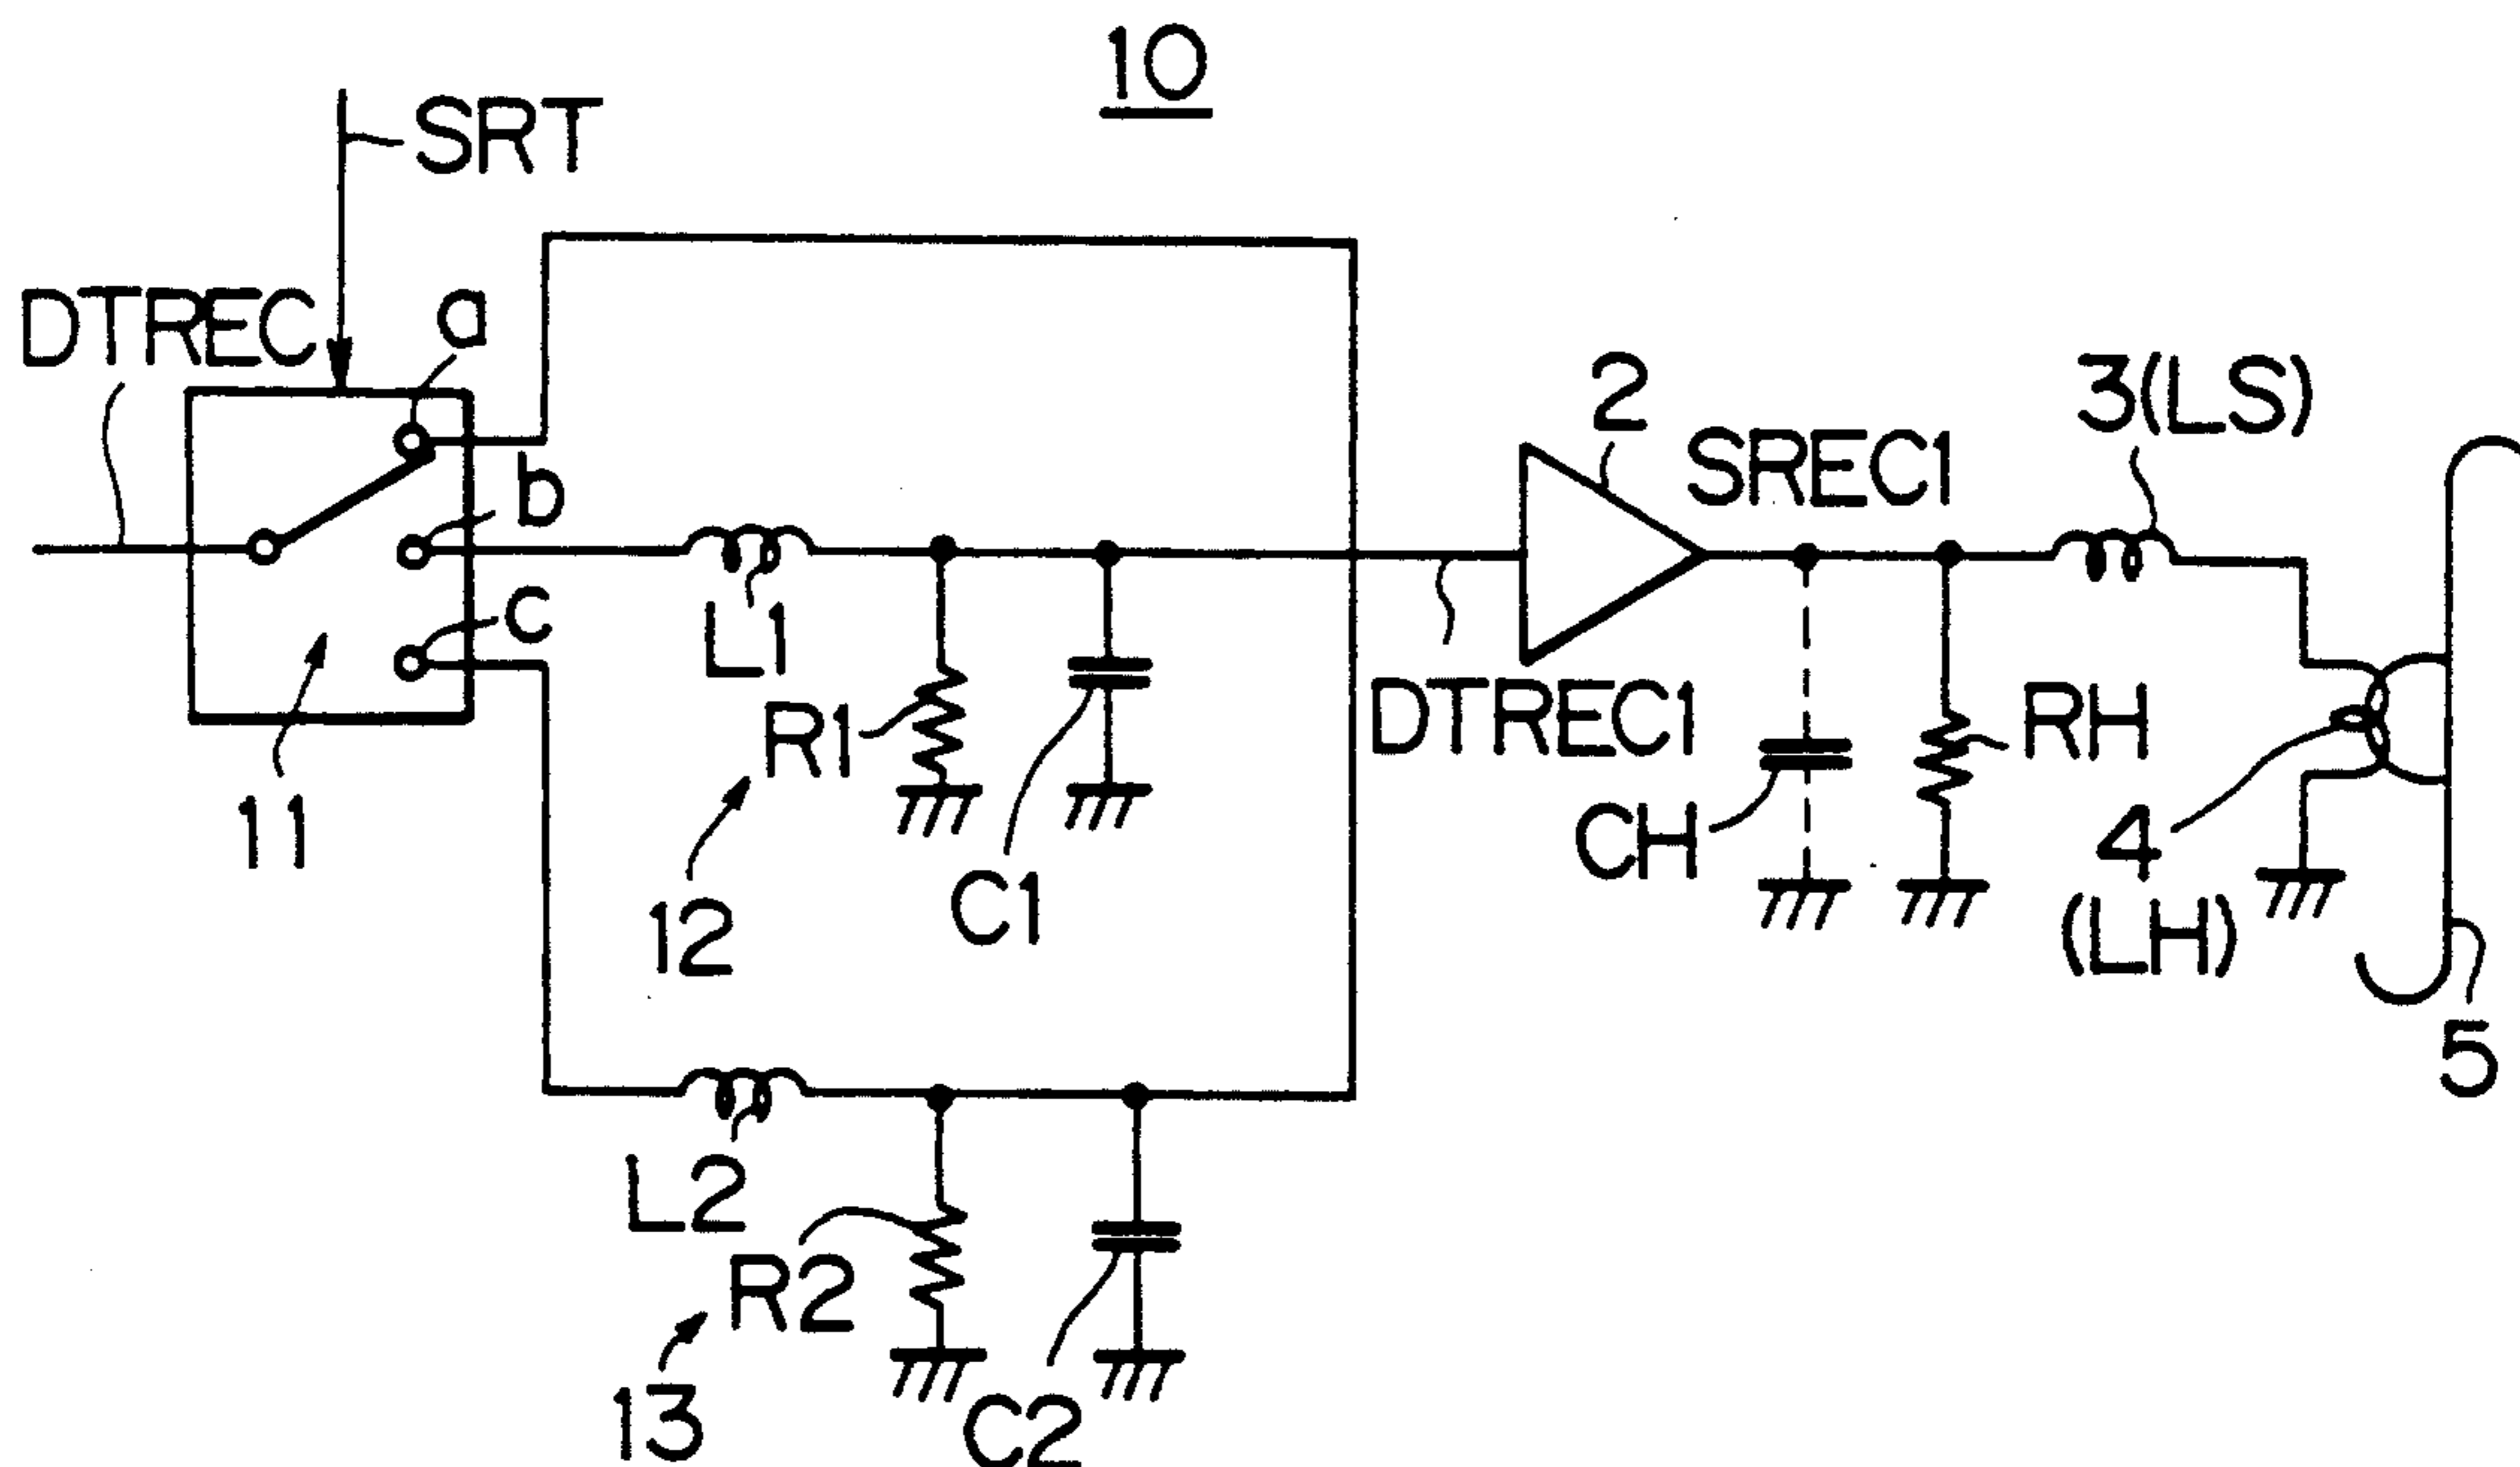 10
SRT
DTREC
a
b
c
11
L1
R1
12
C1
DTREC1
2
SREC1
3(LS)
CH
RH
4
(LH)
5
L2
R2
13
C2